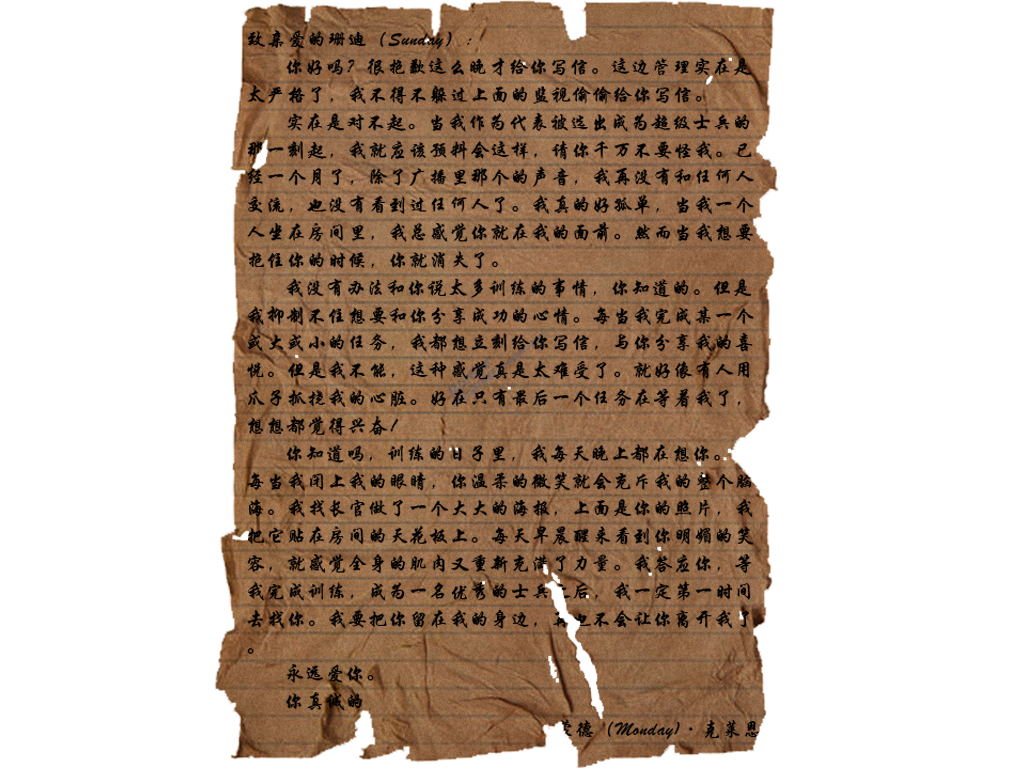 致亲爱的珊迪（Sunday）：
你好吗？很抱歉这么晚才给你写信。这边管理实在是
太严格了，我不得不躲过上面的监视偷偷给你写信。
实在是对不起。当我作为代表被选出成为超级士兵的
那一刻起，我就应该预料会这样，请你千万不要怪我。已
经一个月了，除了广播里那个的声音，我再没有和任何人
交流，也没有看到过任何人了。我真的好孤单，当我一个
人坐在房间里，我总感觉你就在我的面前。然而当我想要
抱住你的时候，你就消失了。
我没有办法和你说太多训练的事情，你知道的。但是
我抑制不住想要和你分享成功的心情。每当我完成某一个
或大或小的任务，我都想立刻给你写信，与你分享我的喜
悦。但是我不能，这种感觉真是太难受了。就好像有人用
爪子抓挠我的心脏。好在只有最后一个任务在等着我了，
想想都觉得兴奋！
你知道吗，训练的日子里，我每天晚上都在想你。
每当我闭上我的眼睛，你温柔的微笑就会充斥我的整个脑
海。我找长官做了一个大大的海报，上面是你的照片，我
把它贴在房间的天花板上。每天早晨醒来看到你明媚的笑
容，就感觉全身的肌肉又重新充满了力量。我答应你，等
我完成训练，成为一名优秀的士兵之后，我一定第一时间
去找你。我要把你留在我的身边，再也不会让你离开我了
。
永远爱你。
你真诚的
蒙德（Monday）·克莱恩